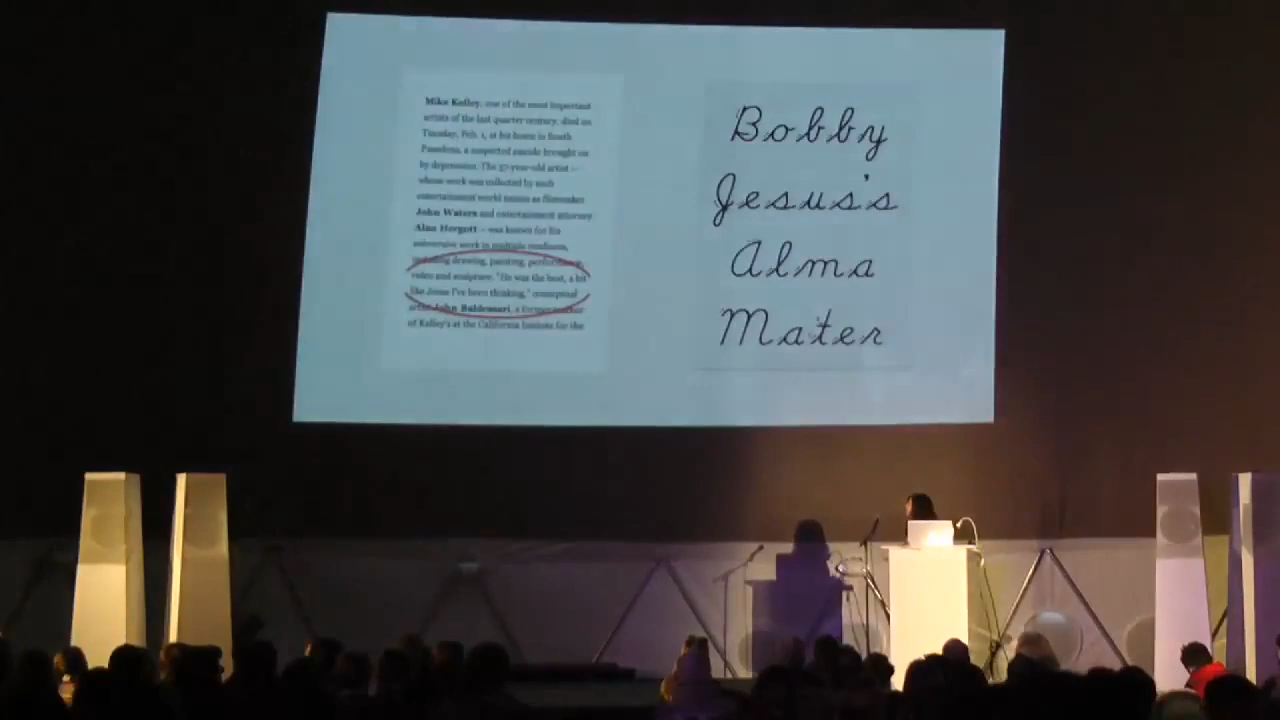 Mike Kelley, one of the most important
artists of the last quarter century, died on
Tuesday, Feb. 1, at his home in South
Pasadena, a suspected suicide brought on
by depression. The 57-year-old artist –
whose work was collected by such
entertainment world names as filmmaker
John Waters and entertainment attorney
Alan Hergott – was known for his
subversive work in multiple mediums,
including drawing, painting, performance,
video and sculpture. "He was the best, a bit
like Jesus I've been thinking," conceptual
artist John Baldessari, a former teacher
of Kelley's at the California Institute for the
Bobby
Jesus's
Alma
Mater